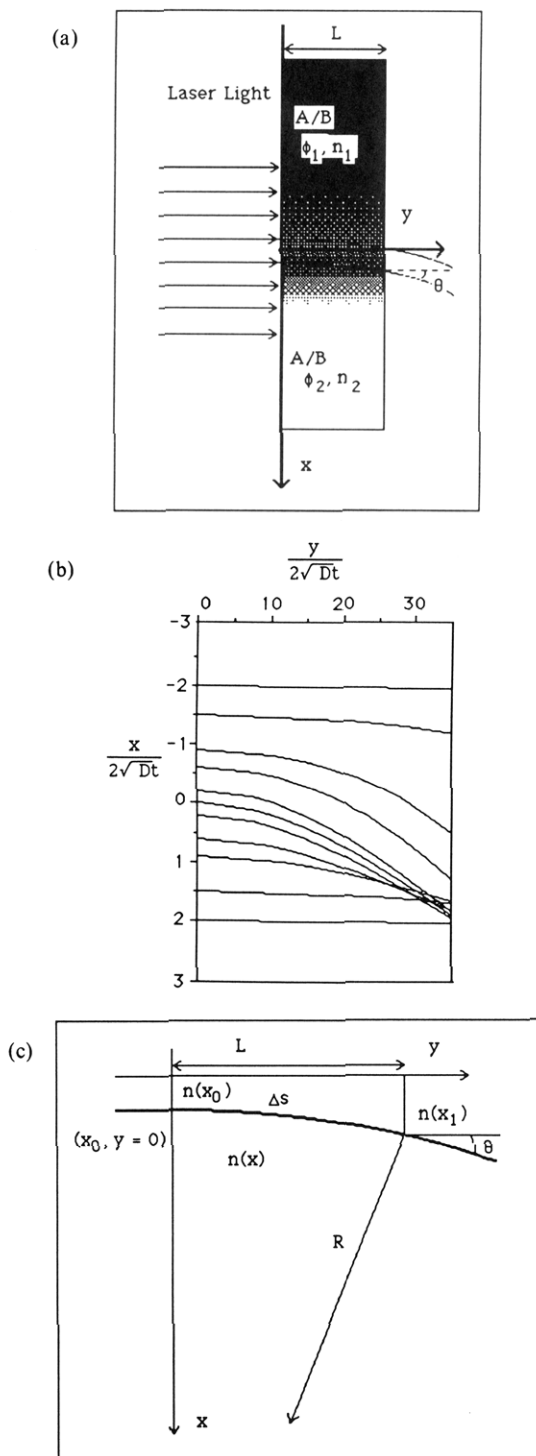 (a)
L
Laser Light
A/B
ϕ₁, n₁
y
θ
A/B
ϕ₂, n₂
x
(b)
y
2√Dt
0 10 20 30
-3
-2
-1
x
2√Dt
0
1
2
3
(c)
L
y
n(x₀)
Δs
n(x₁)
(x₀, y = 0)
θ
n(x)
R
x